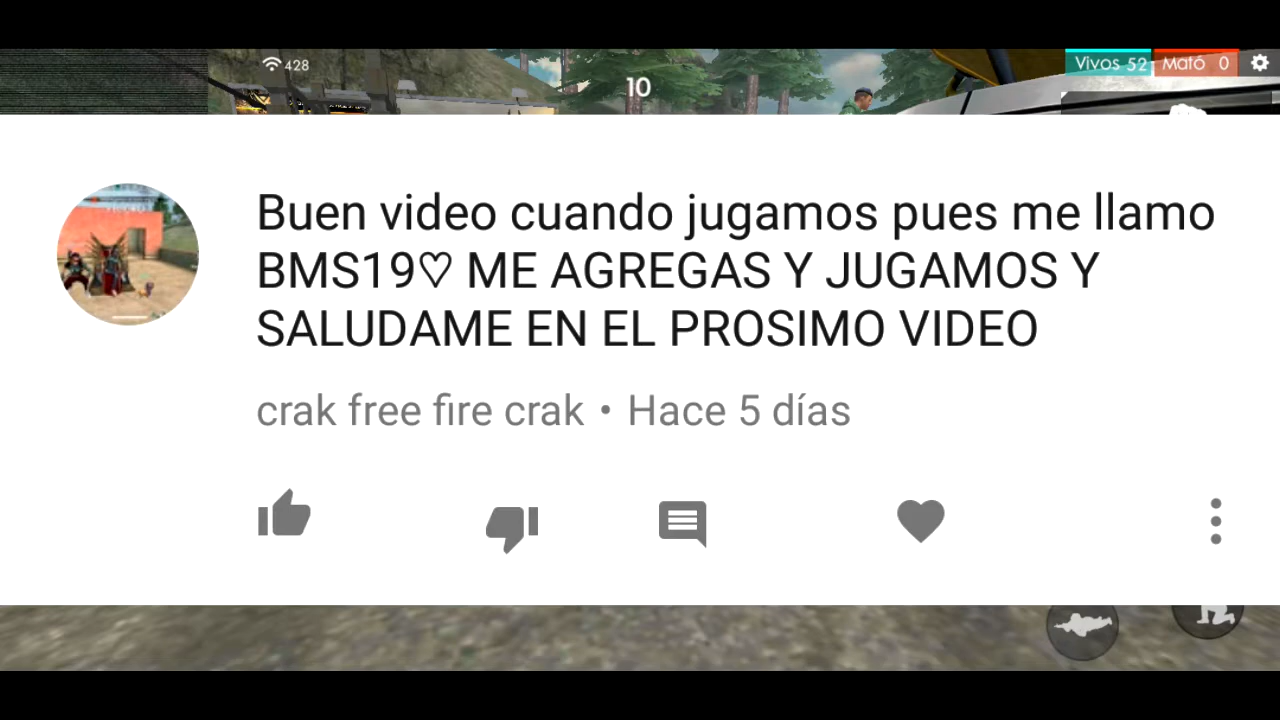 428
10
Vivos 52 Mató 0
Buen video cuando jugamos pues me llamo
BMS19♡ ME AGREGAS Y JUGAMOS Y
SALUDAME EN EL PROSIMO VIDEO
crak free fire crak • Hace 5 días